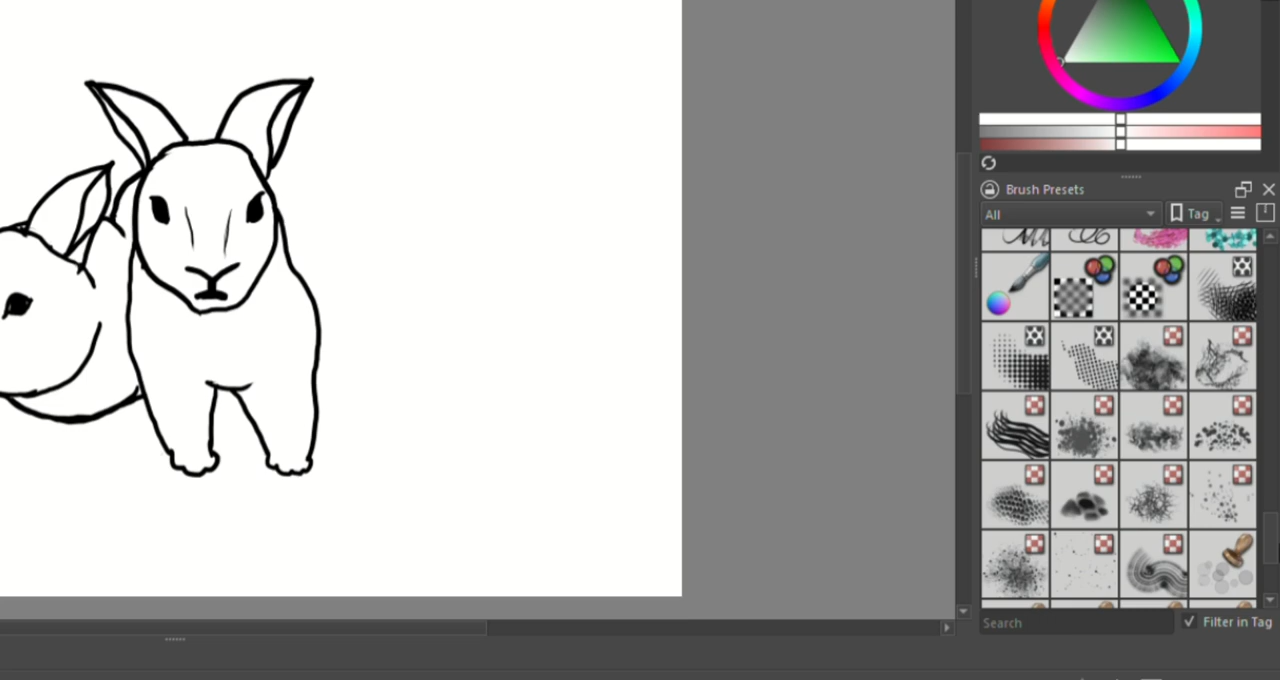 Brush Presets
All
Tag
Search
Filter in Tag